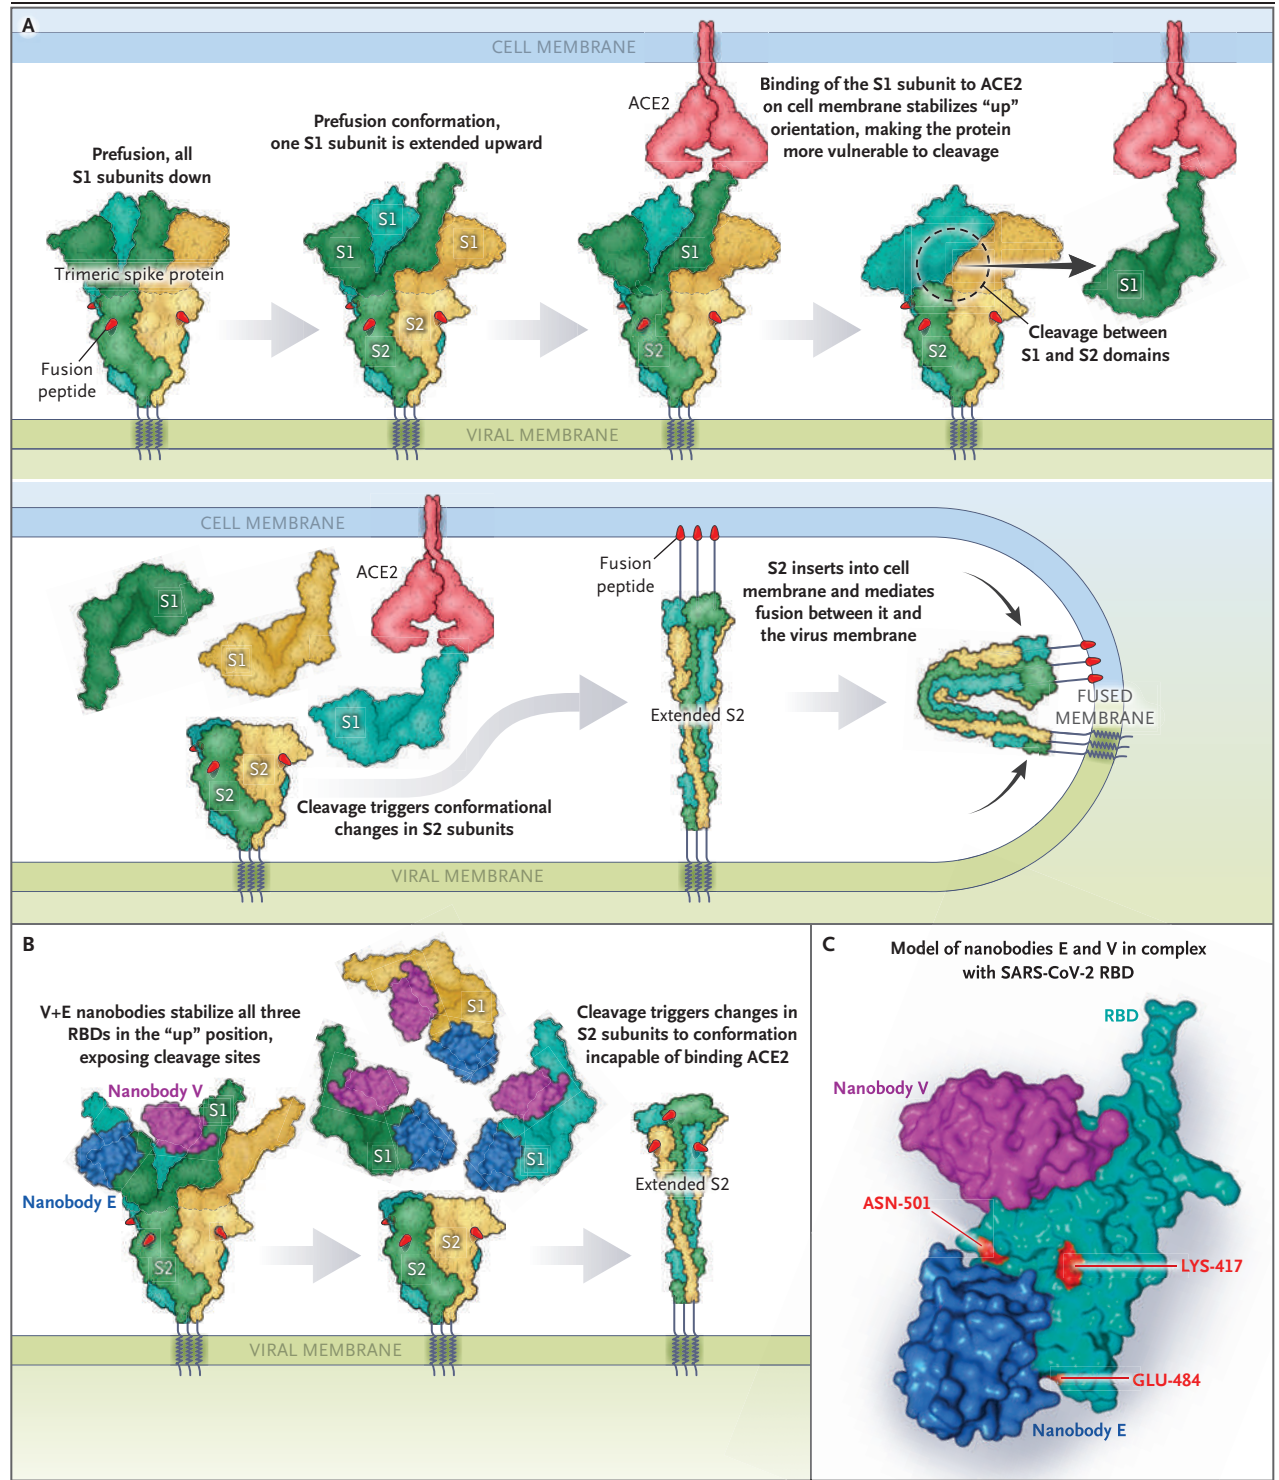 A
CELL MEMBRANE
ACE2
Binding of the S1 subunit to ACE2
on cell membrane stabilizes “up”
orientation, making the protein
more vulnerable to cleavage
Prefusion conformation,
one S1 subunit is extended upward
Prefusion, all
S1 subunits down
S1
S1
S1
S1
S1
Trimeric spike protein
S2
S2
S2
S2
Fusion
peptide
Cleavage between
S1 and S2 domains
VIRAL MEMBRANE
CELL MEMBRANE
ACE2
S1
S1
S1
S2
S2
Cleavage triggers conformational
changes in S2 subunits
Fusion
peptide
Extended S2
S2 inserts into cell
membrane and mediates
fusion between it and
the virus membrane
FUSED
MEMBRANE
VIRAL MEMBRANE
B
V+E nanobodies stabilize all three
RBDs in the “up” position,
exposing cleavage sites
Nanobody V
S1
Nanobody E
S2
S1
S1
S1
S2
S2
Cleavage triggers changes in
S2 subunits to conformation
incapable of binding ACE2
Extended S2
VIRAL MEMBRANE
C
Model of nanobodies E and V in complex
with SARS-CoV-2 RBD
RBD
Nanobody V
ASN-501
LYS-417
GLU-484
Nanobody E